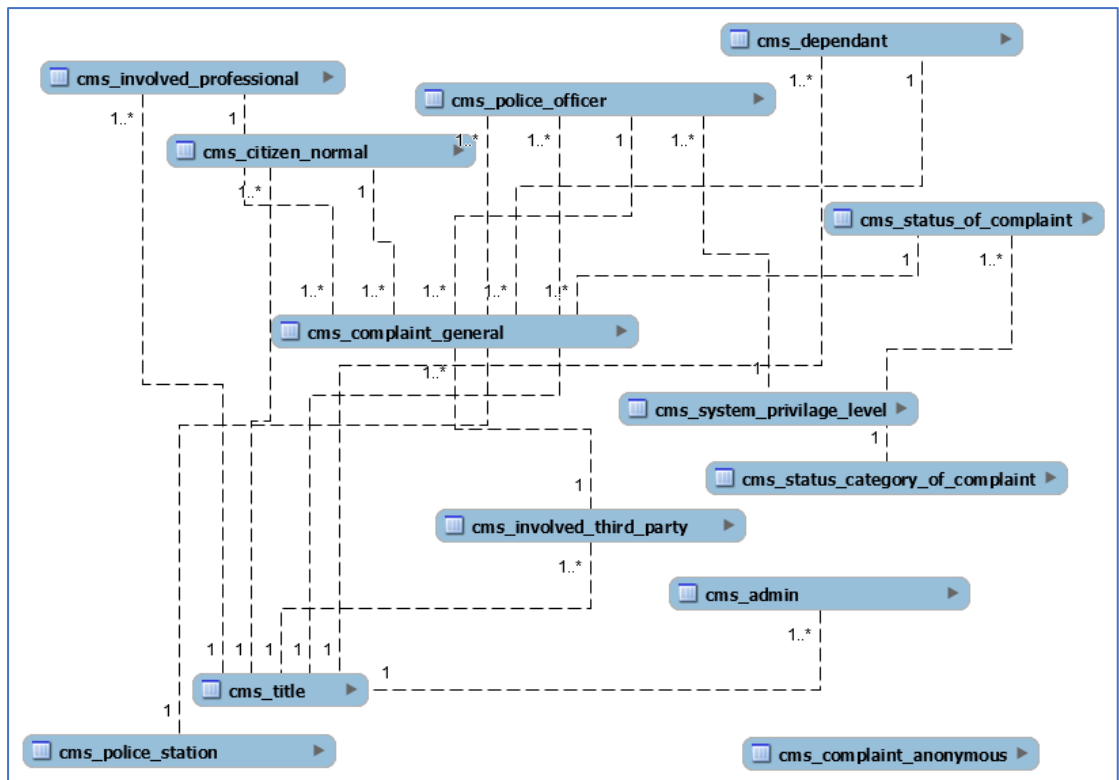 cms_dependant
cms_involved_professional
1..*
1
cms_police_officer
1..*
1
1..*
1..*
1
1..*
cms_citizen_normal
1..*
1
cms_status_of_complaint
1
1..*
1..*
1..*
1..*
1..*
1..*
cms_complaint_general
1..*
1
cms_system_privilage_level
1
cms_status_category_of_complaint
1
cms_involved_third_party
1..*
cms_admin
1..*
1
1
1
1
1
1
cms_title
1
cms_police_station
cms_complaint_anonymous